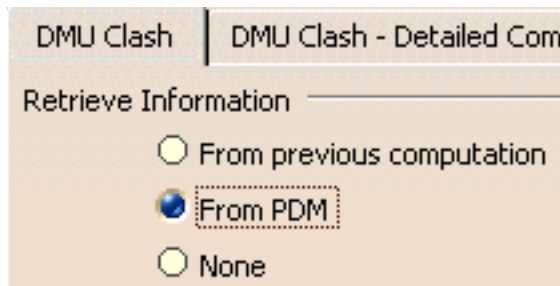 DMU Clash DMU Clash - Detailed Com
Retrieve Information
From previous computation
From PDM
None